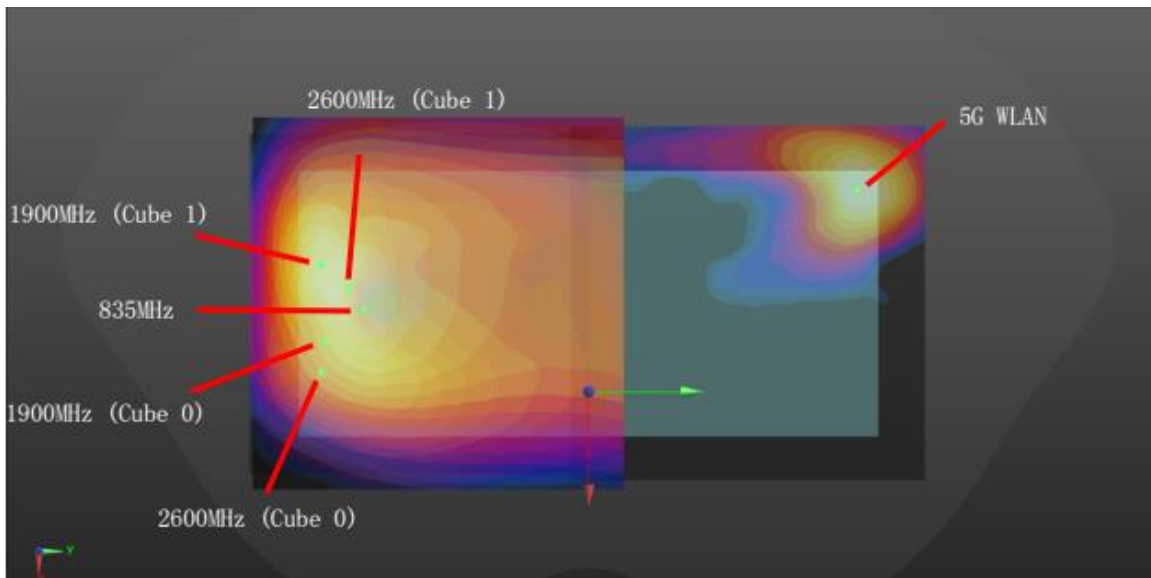 2600MHz (Cube 1)
5G WLAN
1900MHz (Cube 1)
835MHz
1900MHz (Cube 0)
2600MHz (Cube 0)
Y